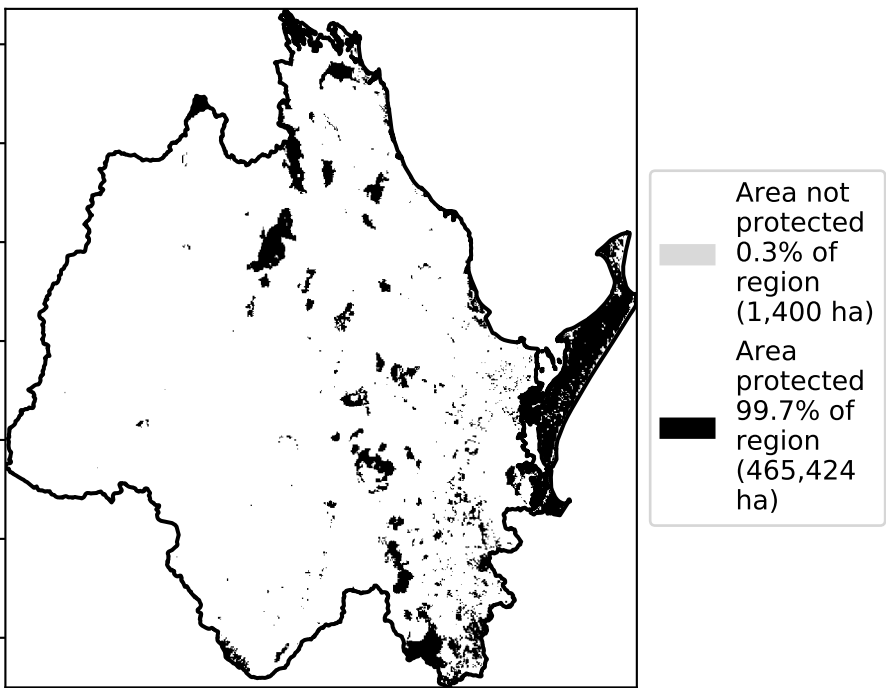 Area not
protected
0.3% of
region
(1,400 ha)
Area
protected
99.7% of
region
(465,424
ha)